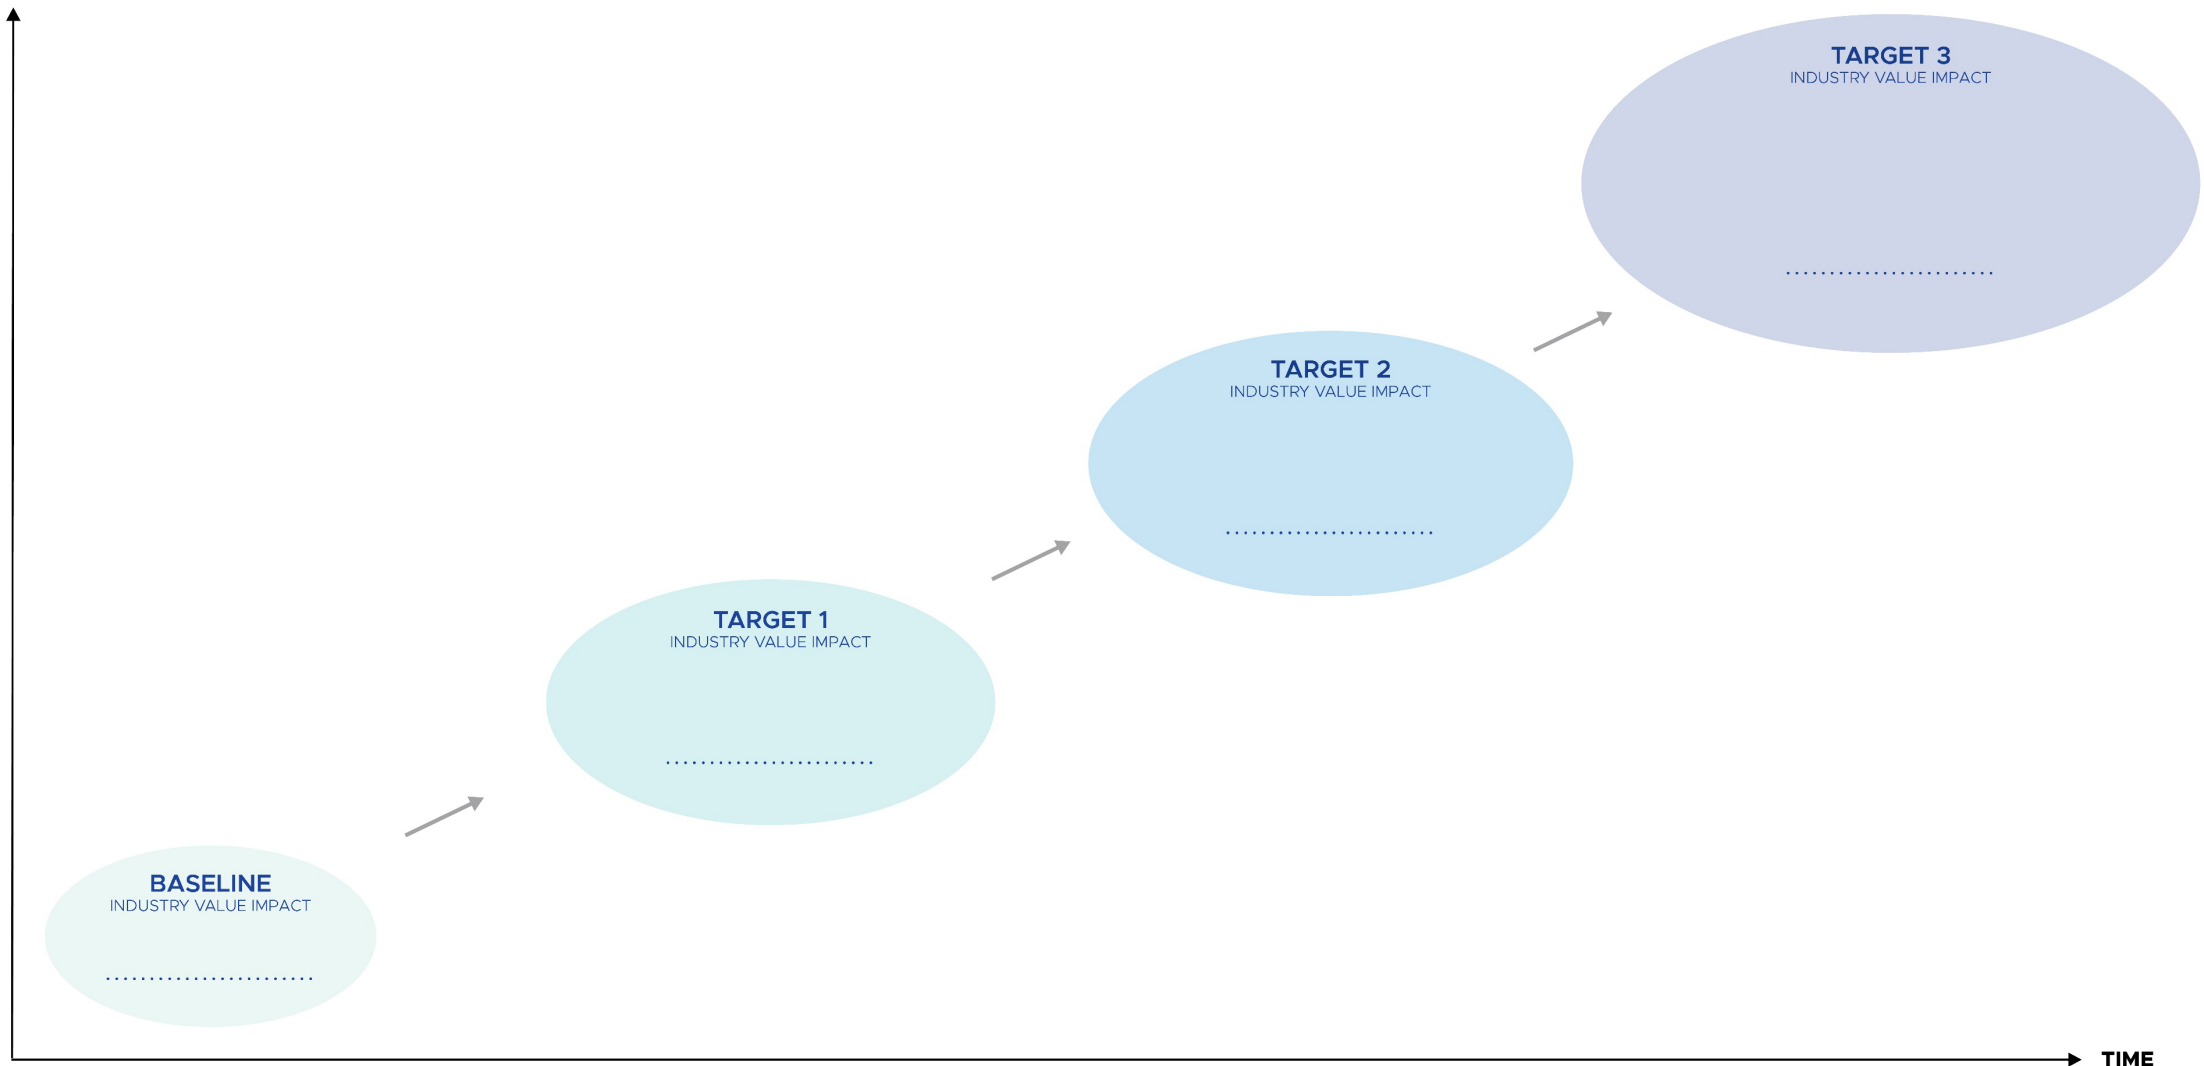 TARGET 3
INDUSTRY VALUE IMPACT
TARGET 2
INDUSTRY VALUE IMPACT
TARGET 1
INDUSTRY VALUE IMPACT
BASELINE
INDUSTRY VALUE IMPACT
TIME